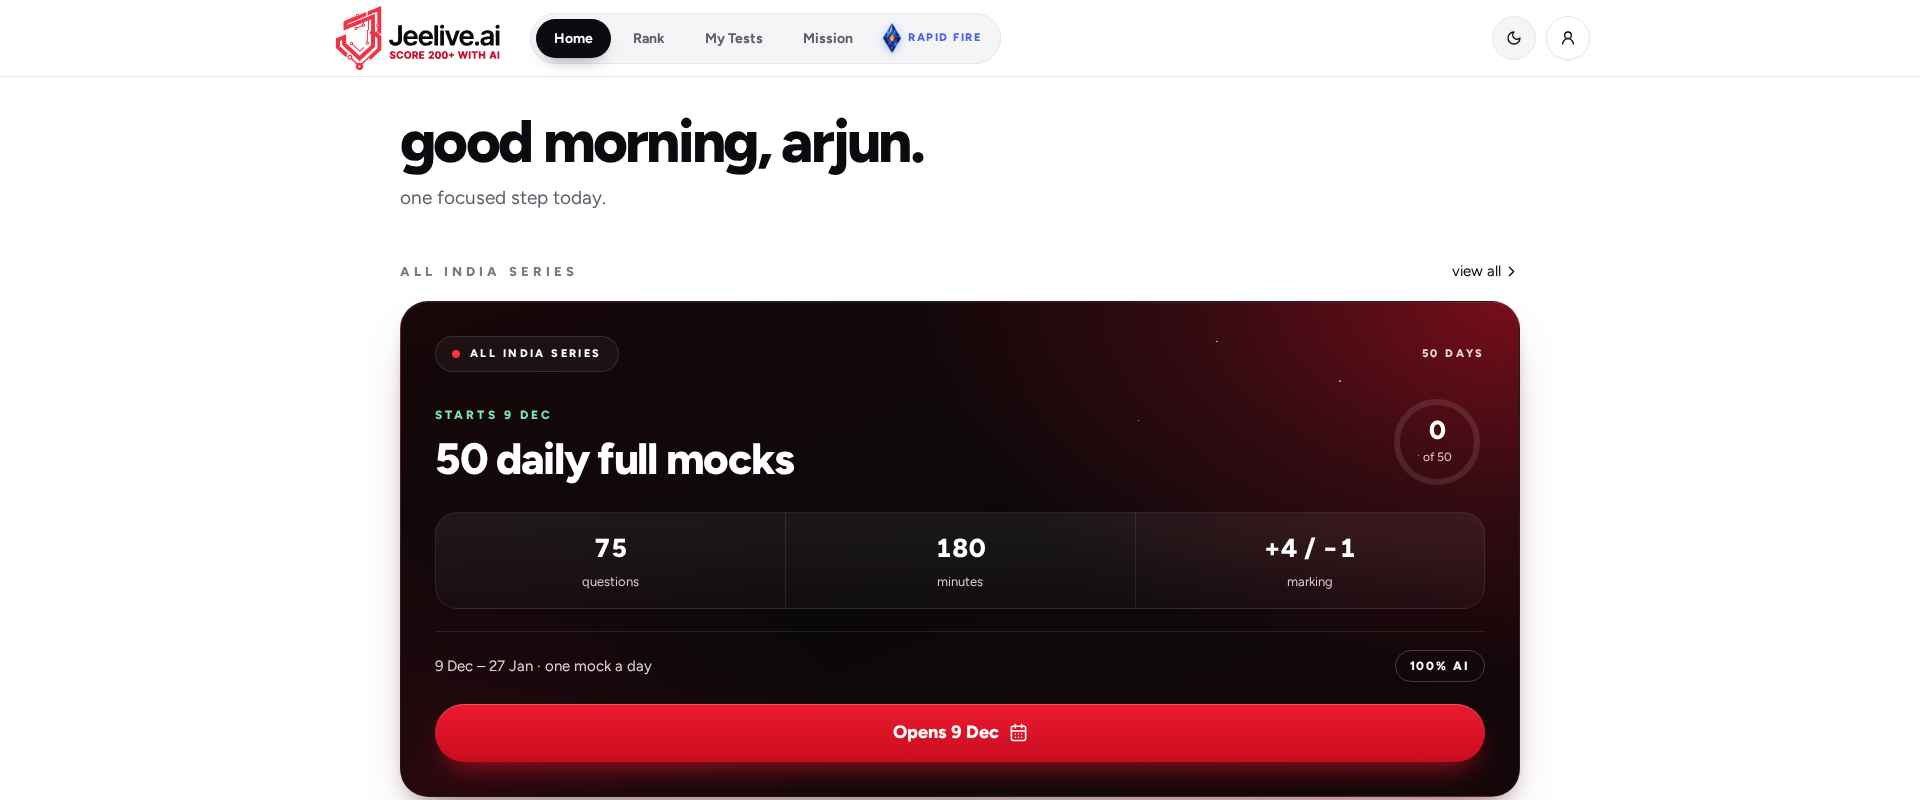 Jeelive.ai
SCORE 200+ WITH AI
Home
Rank
My Tests
Mission
RAPID FIRE
good morning, arjun.
one focused step today.
ALL INDIA SERIES
view all
ALL INDIA SERIES
50 DAYS
STARTS 9 DEC
50 daily full mocks
0
of 50
75
questions
180
minutes
+4 / -1
marking
9 Dec – 27 Jan · one mock a day
100% AI
Opens 9 Dec